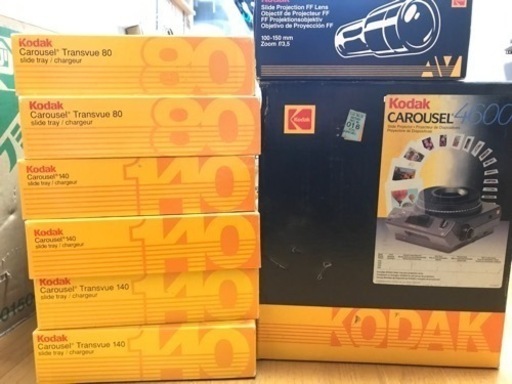 Kodak
Carousel® Transvue 80
slide tray / chargeur
80
Kodak
Carousel® Transvue 80
slide tray / chargeur
80
Kodak
Carousel® 140
slide tray / chargeur
140
Kodak
Carousel® 140
slide tray / chargeur
140
Kodak
Carousel® Transvue 140
slide tray / chargeur
140
Kodak
Carousel® Transvue 140
slide tray / chargeur
140
Kodak
Slide Projection FF Lens
Objectif de Projecteur FF
FF Projektionsobjektiv
Objetivo de Proyección FF
100-150 mm
Zoom f/3,5
AV
Kodak
Kodak
CAROUSEL 4600
Slide Projector • Projecteur de Diapositives
KODAK